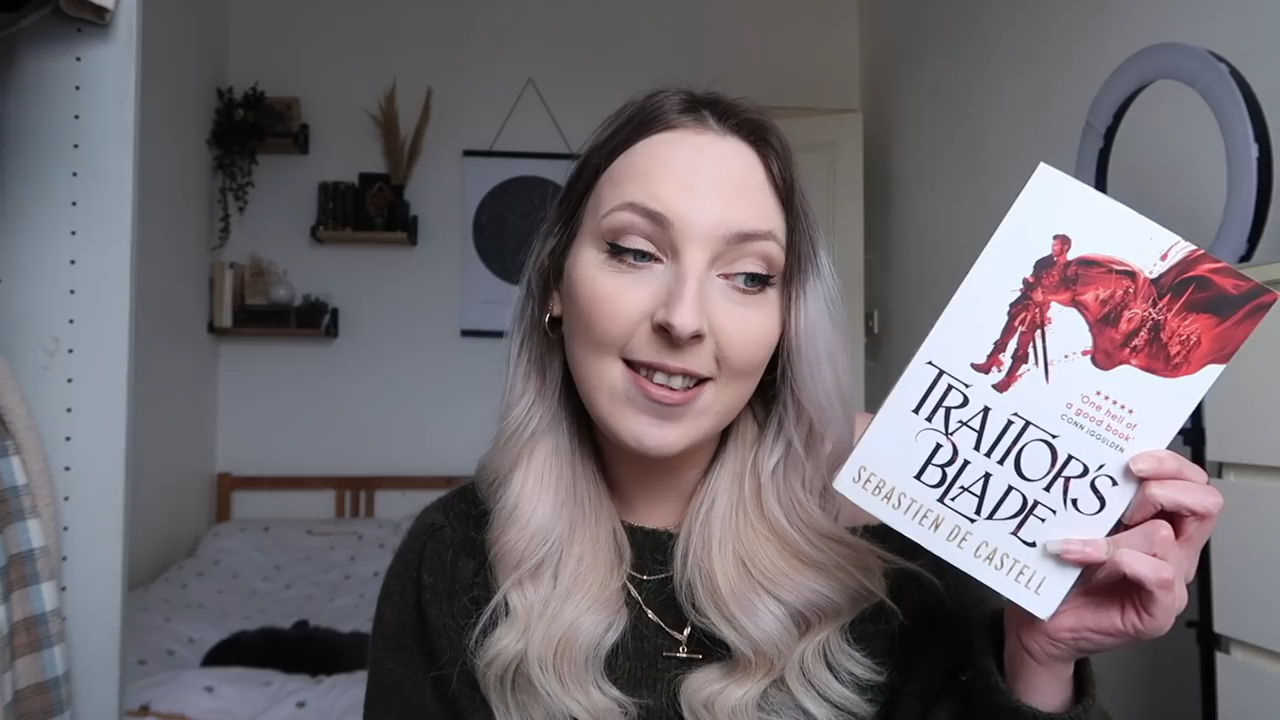 ★★★★★
'One hell of
a good book'
CONN IGGULDEN
TRAITOR'S
BLADE
SEBASTIEN DE CASTELL